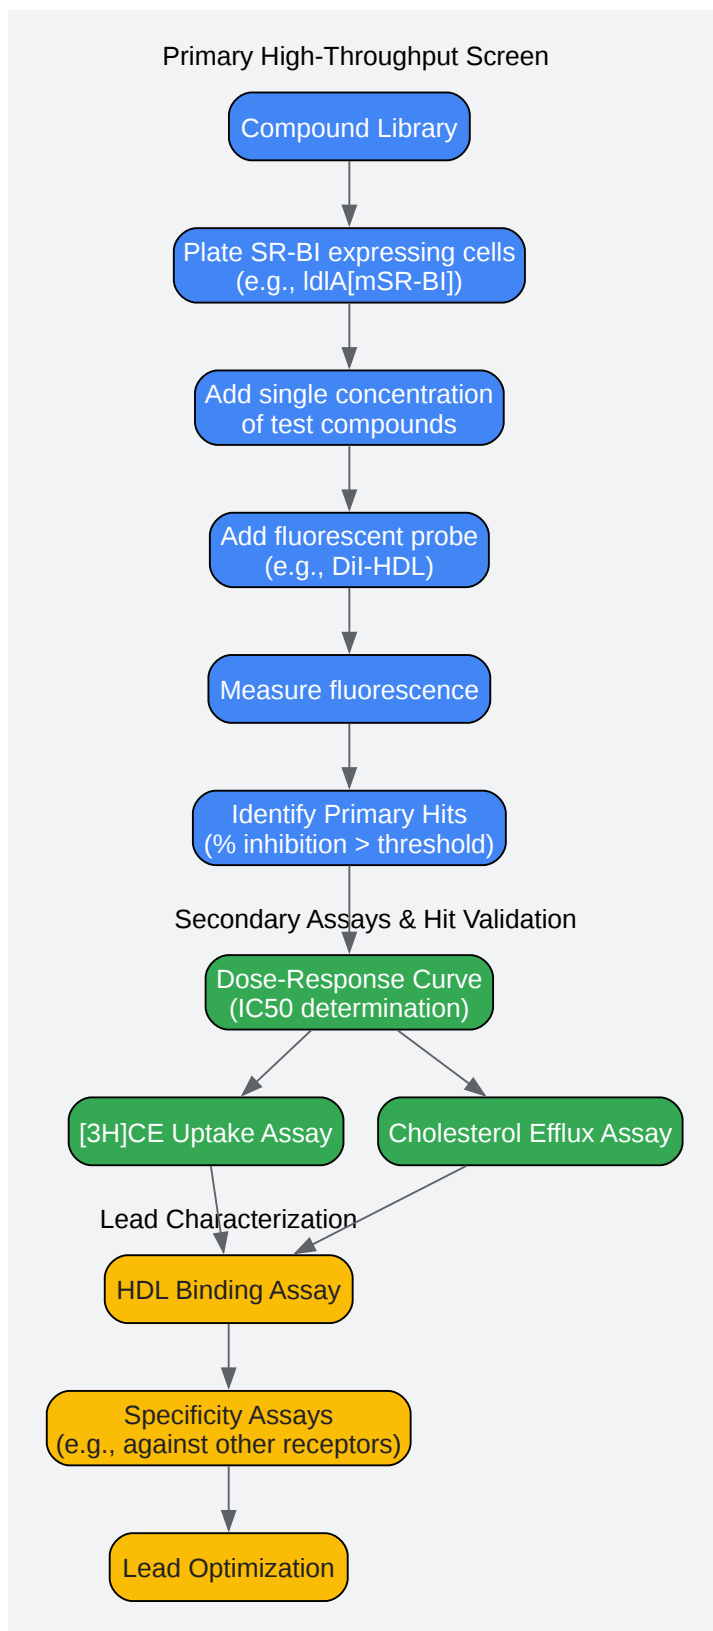 Primary High-Throughput Screen
Compound Library
Plate SR-BI expressing cells
(e.g., ldlA[mSR-BI])
Add single concentration
of test compounds
Add fluorescent probe
(e.g., DiI-HDL)
Measure fluorescence
Identify Primary Hits
(% inhibition > threshold)
Secondary Assays & Hit Validation
Dose-Response Curve
(IC50 determination)
[3H]CE Uptake Assay
Cholesterol Efflux Assay
Lead Characterization
HDL Binding Assay
Specificity Assays
(e.g., against other receptors)
Lead Optimization